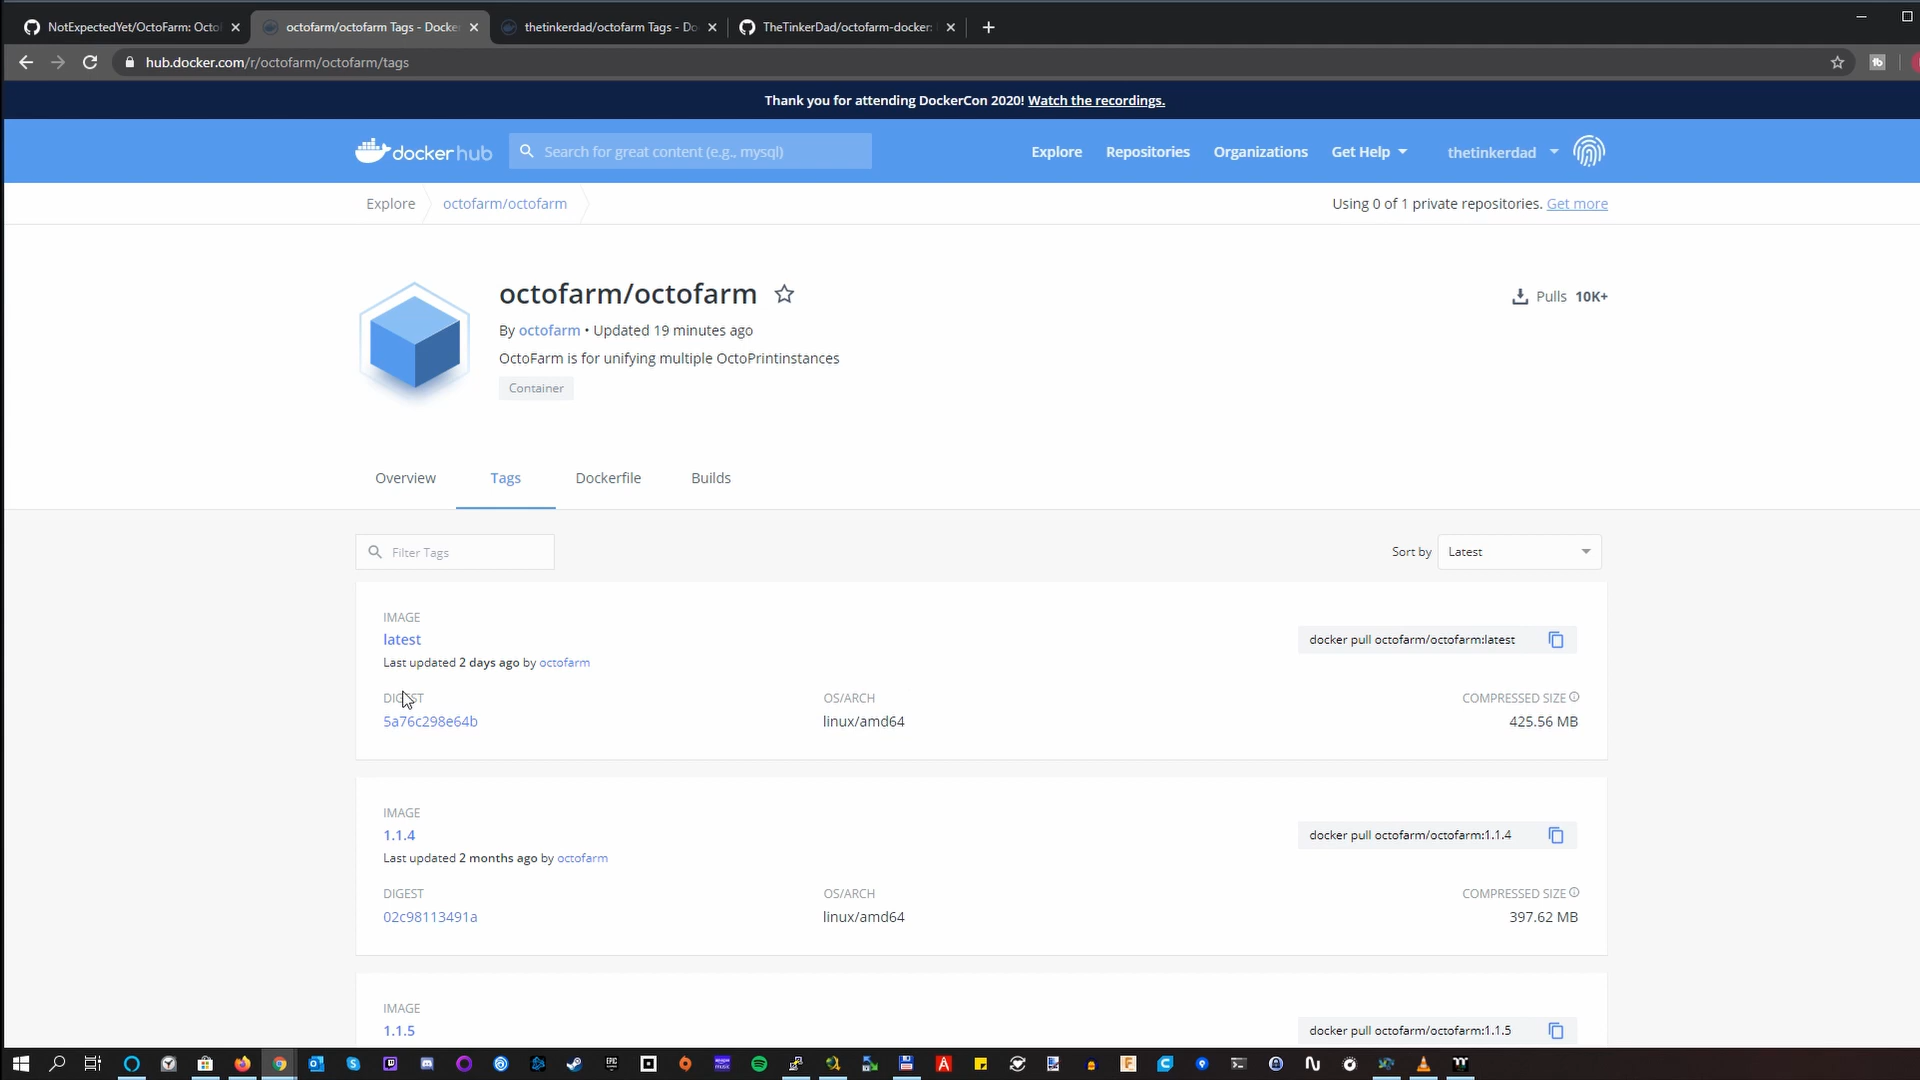 NotExpectedYet/OctoFarm: Octo
octofarm/octofarm Tags - Docke
thetinkerdad/octofarm Tags - Do
TheTinkerDad/octofarm-docker:
hub.docker.com/r/octofarm/octofarm/tags
Thank you for attending DockerCon 2020! Watch the recordings.
dockerhub
Search for great content (e.g., mysql)
Explore
Repositories
Organizations
Get Help
thetinkerdad
Explore
octofarm/octofarm
Using 0 of 1 private repositories. Get more
octofarm/octofarm
Pulls 10K+
By octofarm • Updated 19 minutes ago
OctoFarm is for unifying multiple OctoPrintinstances
Container
Overview
Tags
Dockerfile
Builds
Filter Tags
Sort by
Latest
IMAGE
latest
docker pull octofarm/octofarm:latest
Last updated 2 days ago by octofarm
DIGEST
OS/ARCH
COMPRESSED SIZE
5a76c298e64b
linux/amd64
425.56 MB
IMAGE
1.1.4
docker pull octofarm/octofarm:1.1.4
Last updated 2 months ago by octofarm
DIGEST
OS/ARCH
COMPRESSED SIZE
02c98113491a
linux/amd64
397.62 MB
IMAGE
1.1.5
docker pull octofarm/octofarm:1.1.5